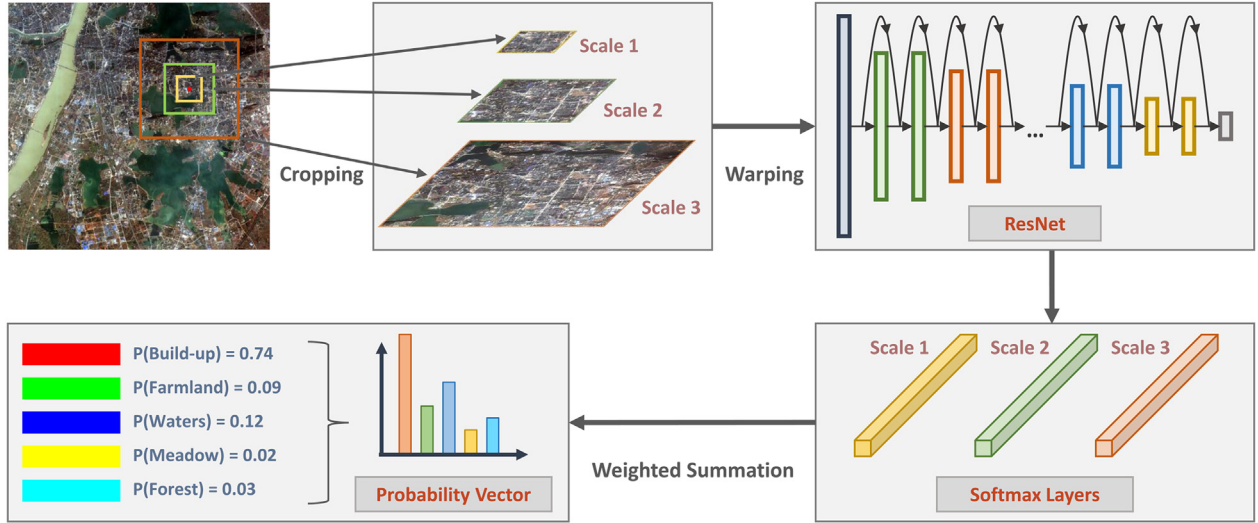 Scale 1
Scale 2
Scale 3
Cropping
Warping
...
ResNet
P(Build-up) = 0.74
P(Farmland) = 0.09
P(Waters) = 0.12
P(Meadow) = 0.02
P(Forest) = 0.03
Probability Vector
Weighted Summation
Scale 1
Scale 2
Scale 3
Softmax Layers